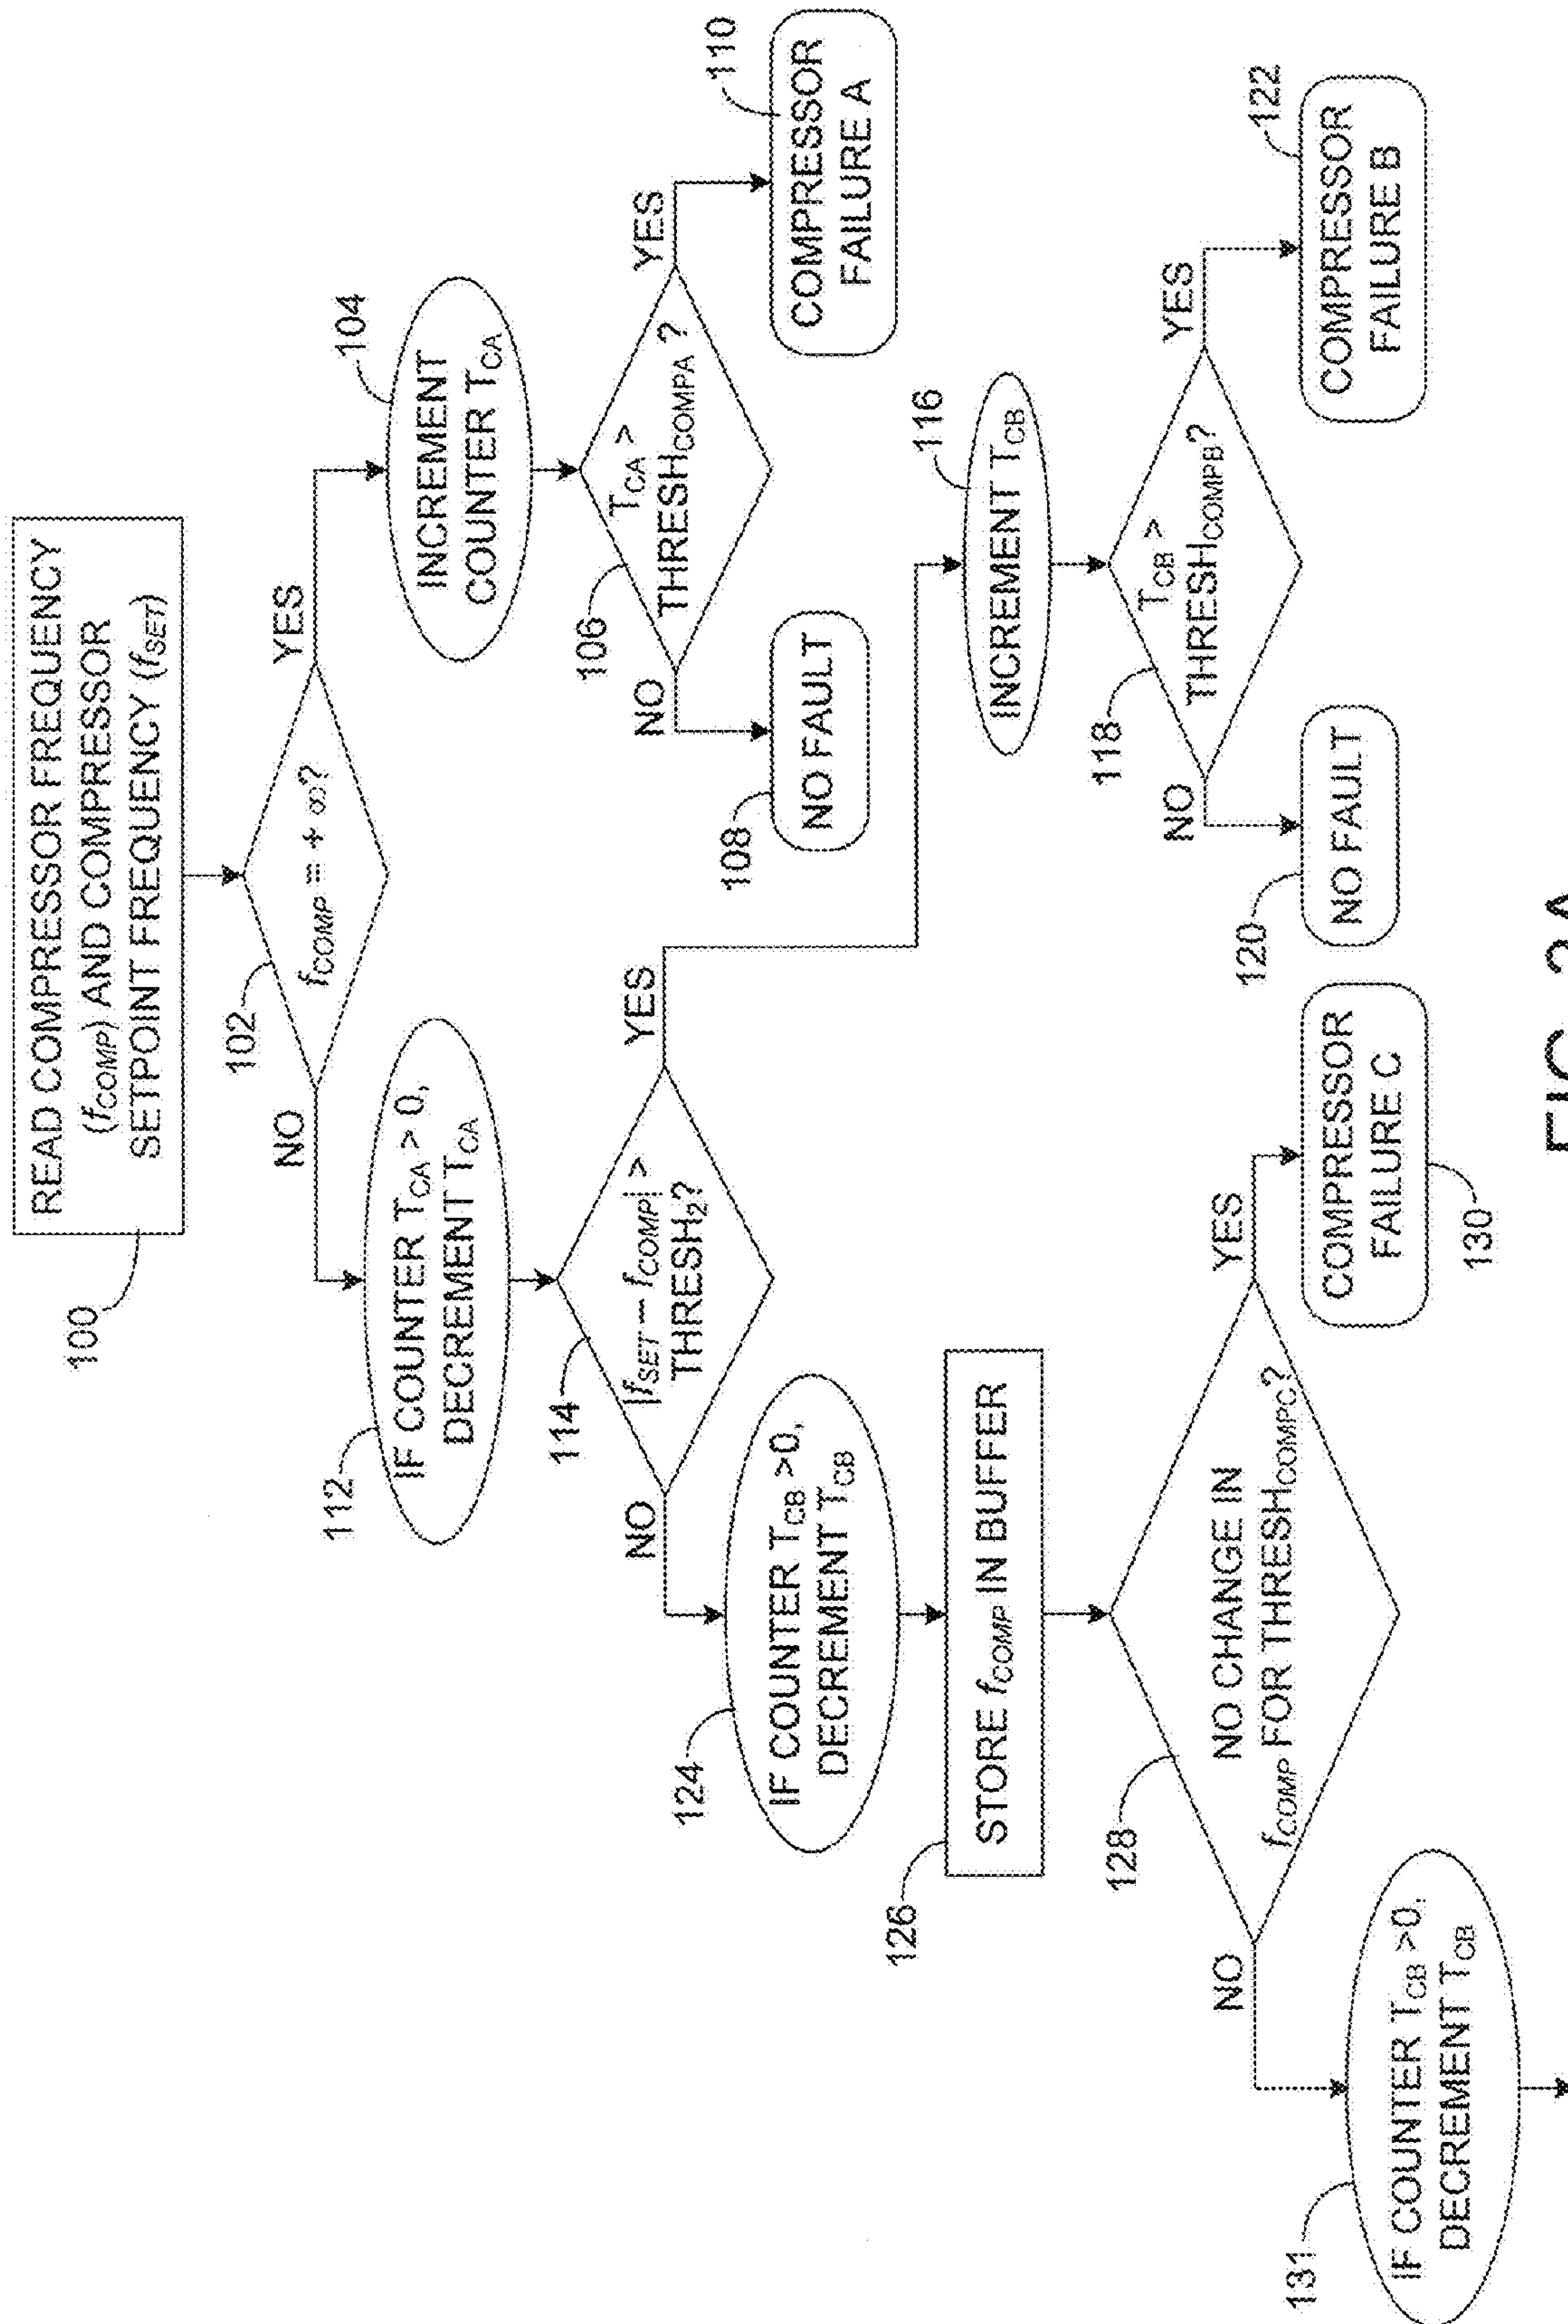 READ COMPRESSOR FREQUENCY
(fCOMP) AND COMPRESSOR
SETPOINT FREQUENCY (fSET)
100
102
fCOMP = + ∞?
YES
NO
104
INCREMENT
COUNTER TCA
106
TCA >
THRESHCOMPA ?
YES
NO
110
COMPRESSOR
FAILURE A
108
NO FAULT
112
IF COUNTER TCA > 0,
DECREMENT TCA
114
|fSET – fCOMP| >
THRESH2?
YES
NO
116
INCREMENT TCB
118
TCB >
THRESHCOMPB?
YES
NO
122
COMPRESSOR
FAILURE B
120
NO FAULT
124
IF COUNTER TCB >0,
DECREMENT TCB
126
STORE fCOMP IN BUFFER
128
NO CHANGE IN
fCOMP FOR THRESHCOMPC?
YES
NO
COMPRESSOR
FAILURE C
130
131
IF COUNTER TCB >0,
DECREMENT TCB